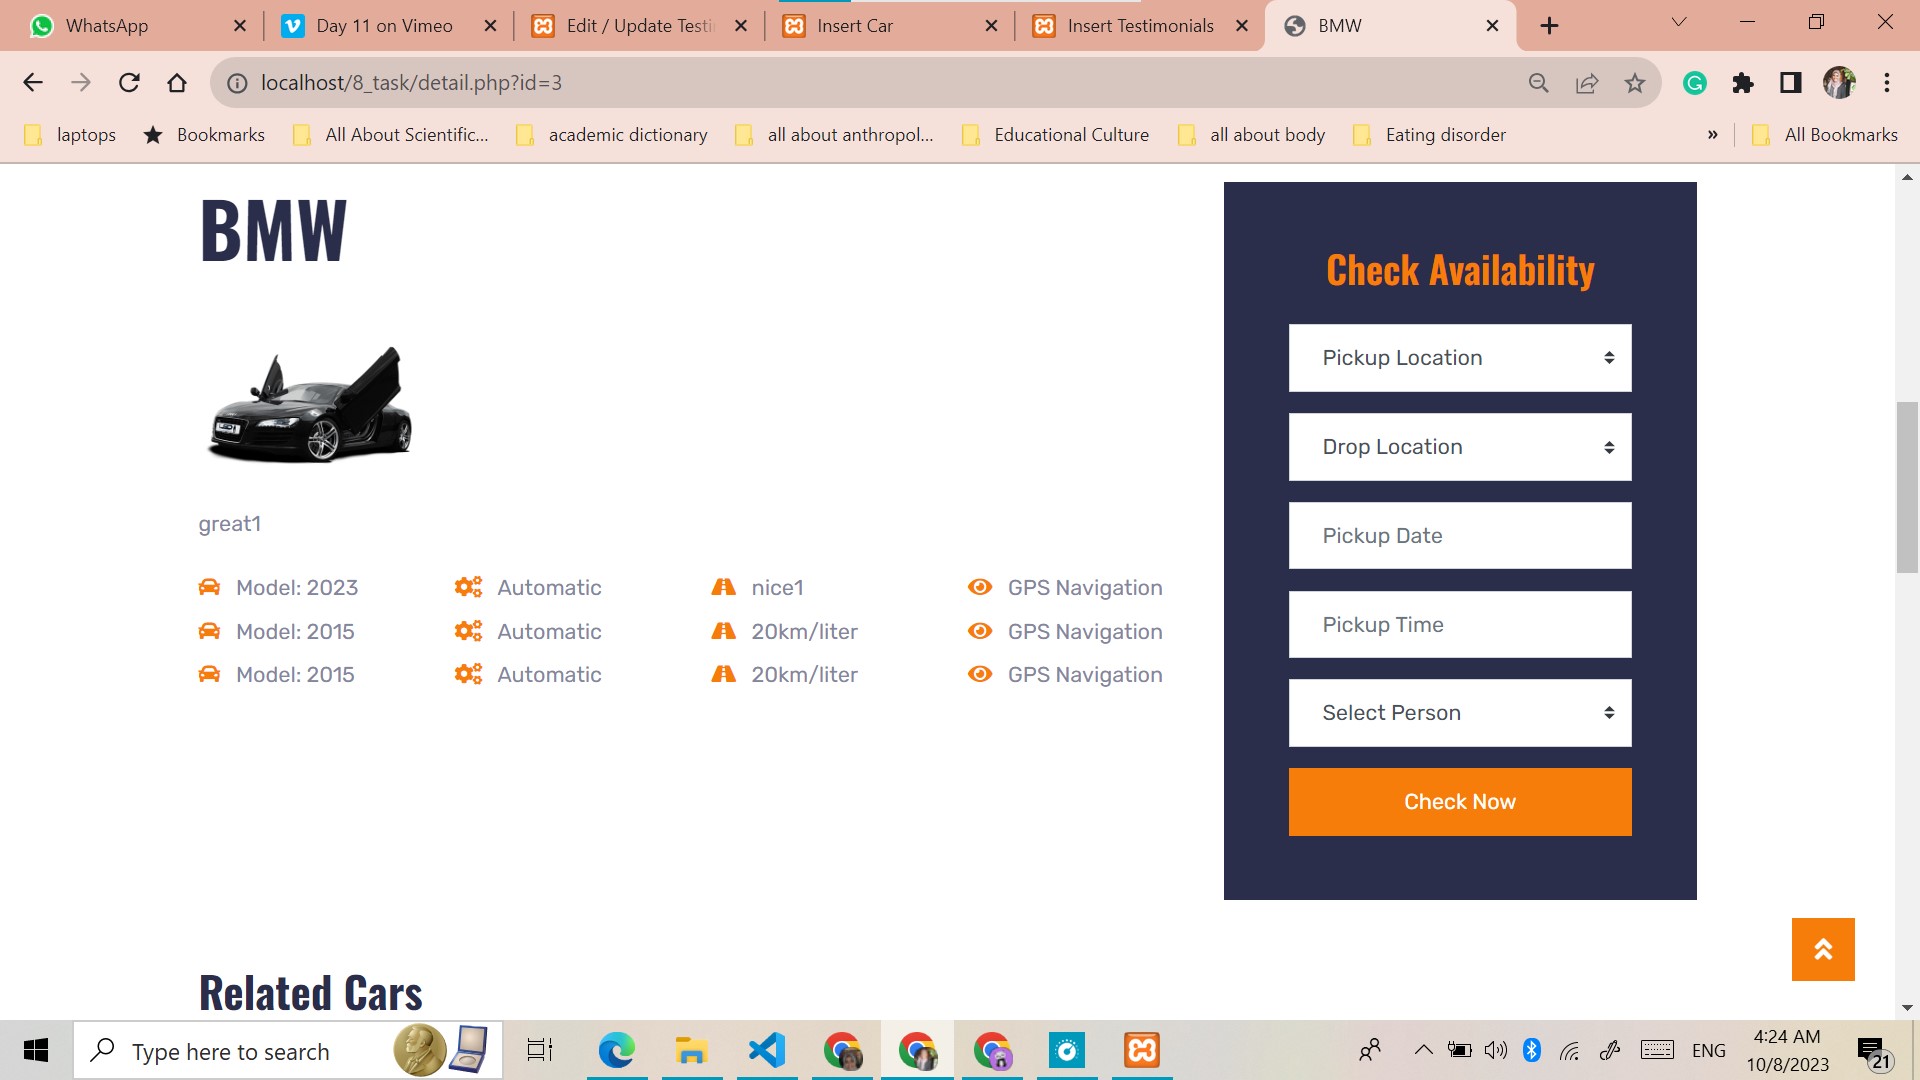 WhatsApp
Day 11 on Vimeo
Edit / Update Testi
Insert Car
Insert Testimonials
BMW
localhost/8_task/detail.php?id=3
laptops
Bookmarks
All About Scientific...
academic dictionary
all about anthropol...
Educational Culture
all about body
Eating disorder
»
All Bookmarks
BMW
great1
Model: 2023 Automatic nice1 GPS Navigation
Model: 2015 Automatic 20km/liter GPS Navigation
Model: 2015 Automatic 20km/liter GPS Navigation
Check Availability
Pickup Location
Drop Location
Pickup Date
Pickup Time
Select Person
Check Now
Related Cars
Type here to search
ENG
4:24 AM
10/8/2023
21